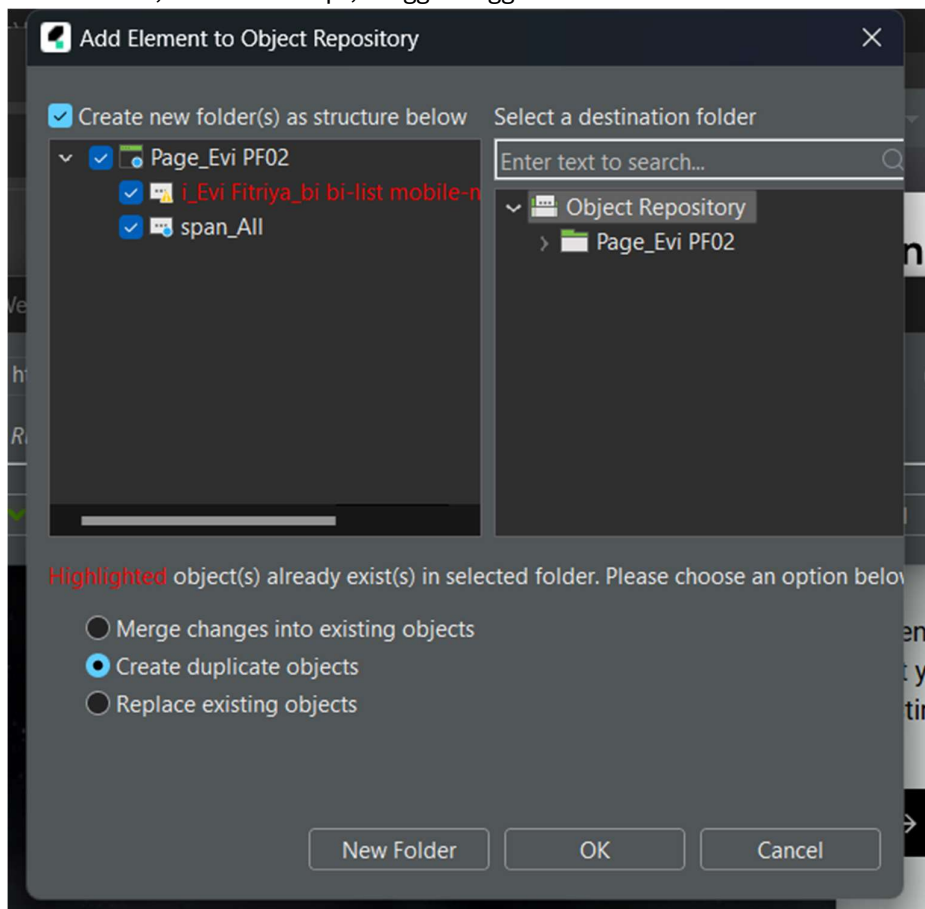 Add Element to Object Repository
Create new folder(s) as structure below
Select a destination folder
Page_Evi PF02
i_Evi Fitriya_bi bi-list mobile-n
span_All
Enter text to search...
Object Repository
Page_Evi PF02
Highlighted object(s) already exist(s) in selected folder. Please choose an option below
Merge changes into existing objects
Create duplicate objects
Replace existing objects
New Folder
OK
Cancel